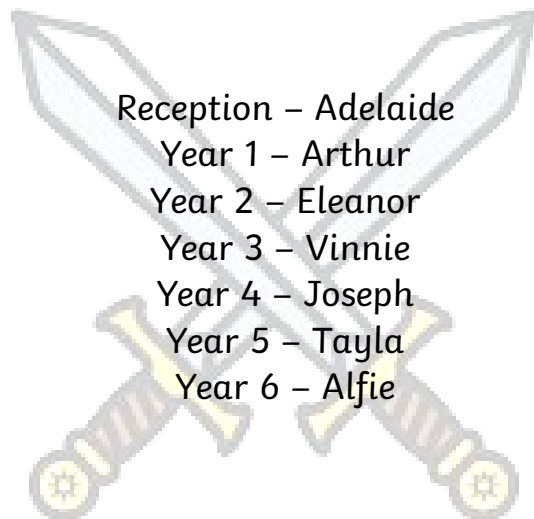 Reception – Adelaide
Year 1 – Arthur
Year 2 – Eleanor
Year 3 – Vinnie
Year 4 – Joseph
Year 5 – Tayla
Year 6 – Alfie